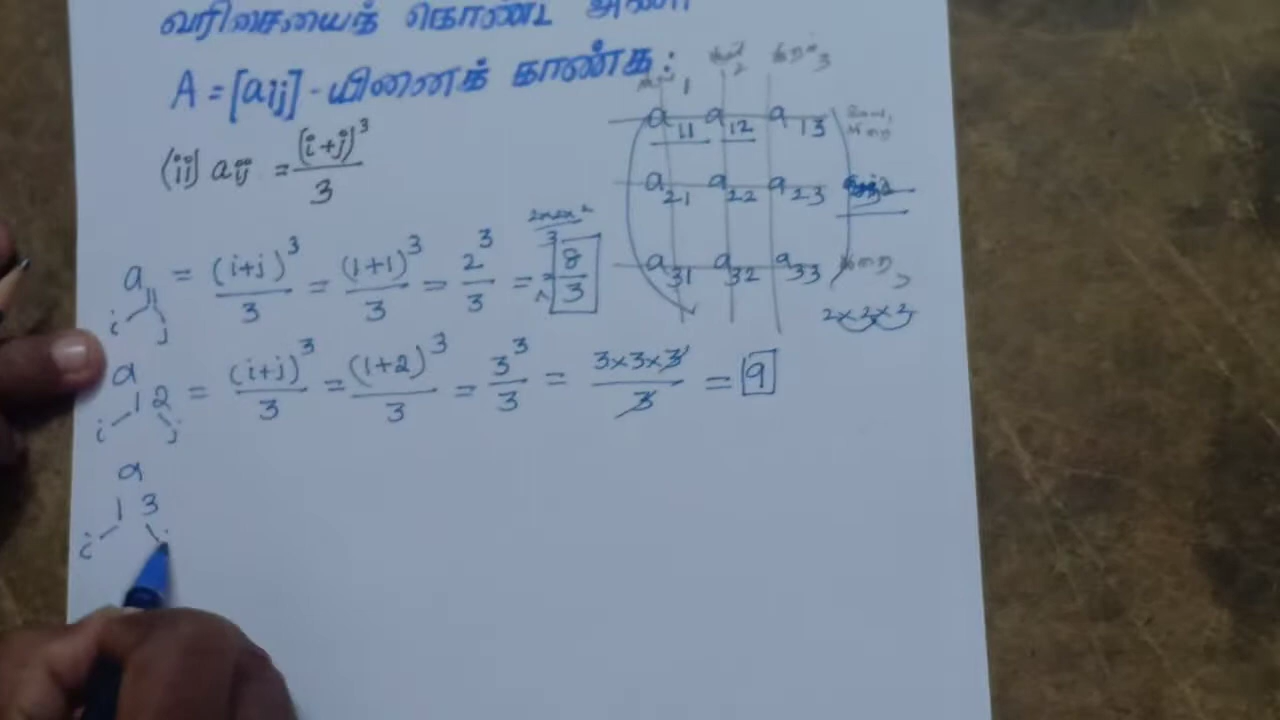 வரிசையைக் கொண்ட அணி
A = [aij] - யினைக் காண்க :
(ii) aij = (i+j)³/3
a₁₁ a₁₂ a₁₃
a₂₁ a₂₂ a₂₃
a₃₁ a₃₂ a₃₃
2×2×2
a₁₁ = (i+j)³/3 = (1+1)³/3 = 2³/3 = 8/3
i j
a₁₂ = (i+j)³/3 = (1+2)³/3 = 3³/3 = 3×3×3/3 = 9
i j
a
1 3
i